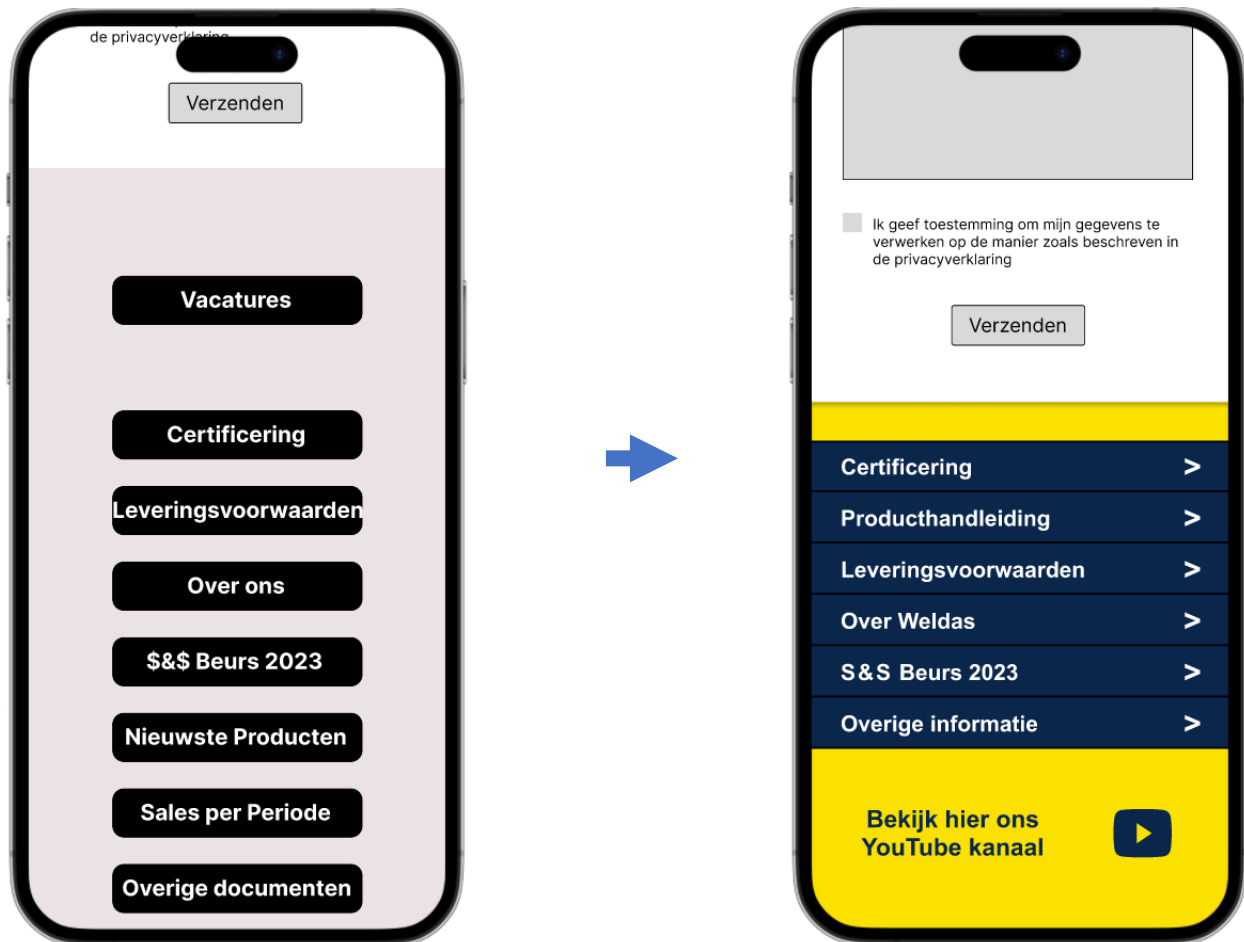 de privacyverklaring
Verzenden
Vacatures
Certificering
Leveringsvoorwaarden
Over ons
$&$ Beurs 2023
Nieuwste Producten
Sales per Periode
Overige documenten
Ik geef toestemming om mijn gegevens te
verwerken op de manier zoals beschreven in
de privacyverklaring
Verzenden
Certificering >
Producthandleiding >
Leveringsvoorwaarden >
Over Weldas >
S&S Beurs 2023 >
Overige informatie >
Bekijk hier ons
YouTube kanaal